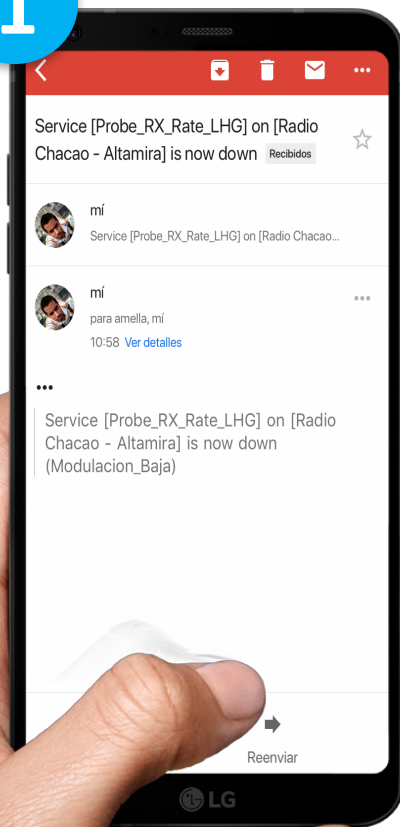 1
Service [Probe_RX_Rate_LHG] on [Radio
Chacao - Altamira] is now down Recibidos
mí
Service [Probe_RX_Rate_LHG] on [Radio Chacao...
mí
para amella, mí
10:58 Ver detalles
Service [Probe_RX_Rate_LHG] on [Radio
Chacao - Altamira] is now down
(Modulacion_Baja)
Reenviar
LG